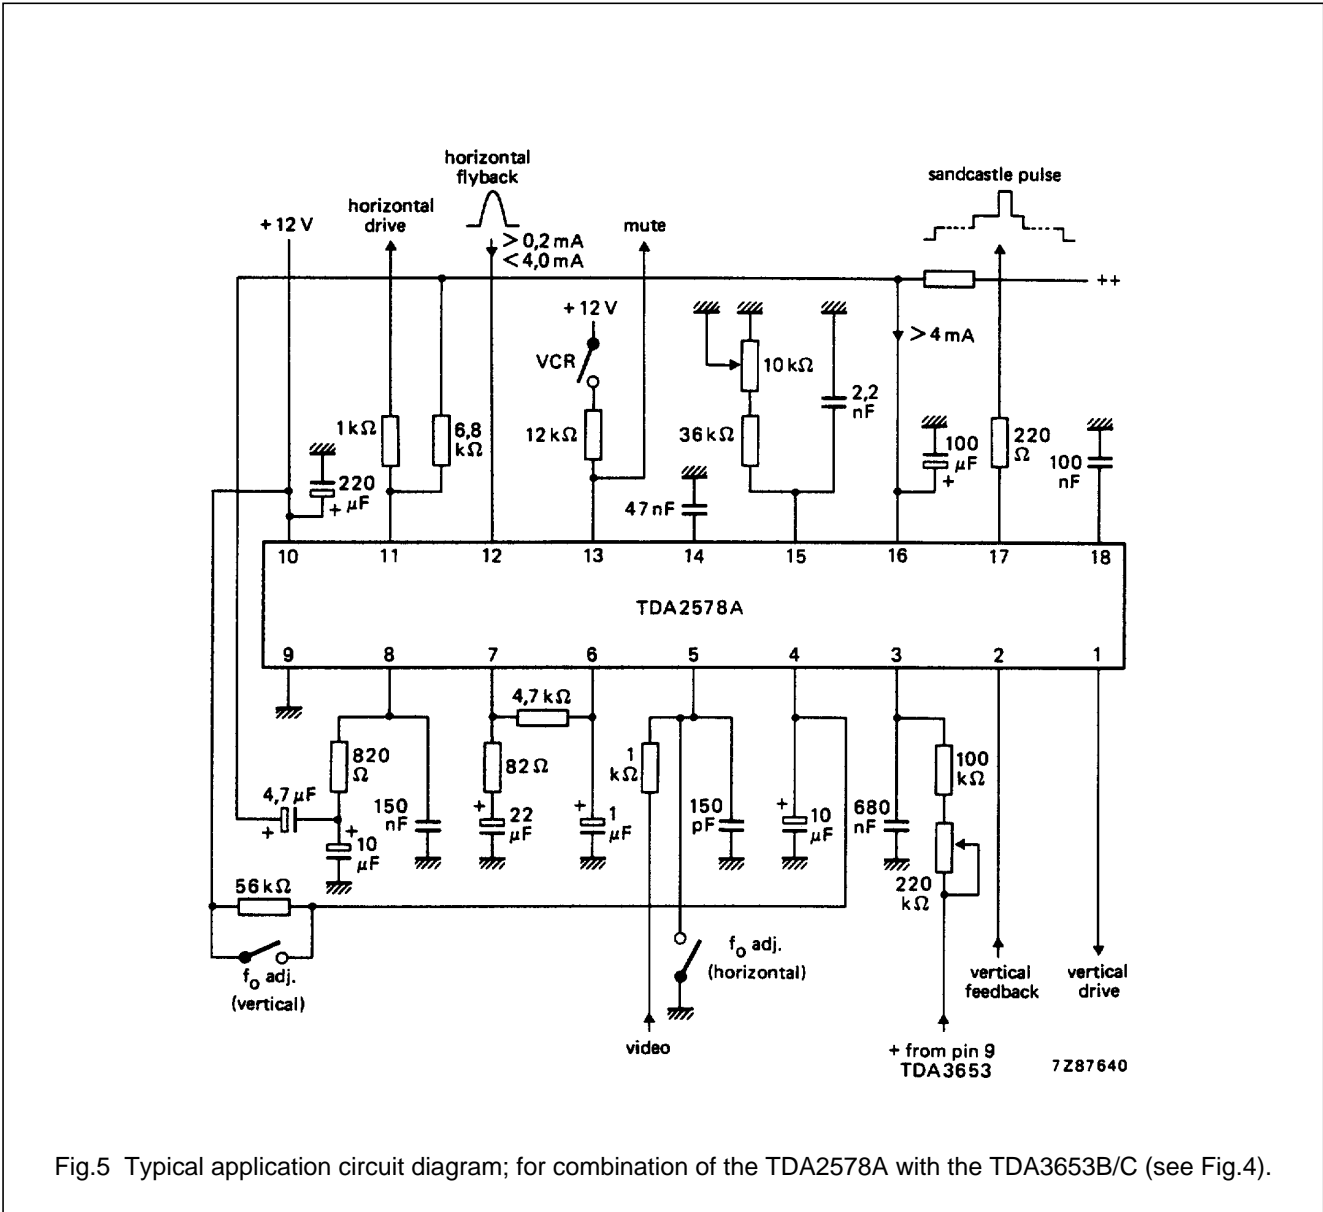 horizontal
flyback
sandcastle pulse
horizontal
drive
+ 12 V
mute
> 0,2 mA
< 4,0 mA
++
+ 12 V
VCR
> 4 mA
10 kΩ
2,2
nF
1 kΩ
6,8
kΩ
12 kΩ
36 kΩ
100
µF
+
220
Ω
100
nF
220
µF
+
47 nF
10 11 12 13 14 15 16 17 18
TDA2578A
9 8 7 6 5 4 3 2 1
4,7 kΩ
820
Ω
82 Ω
1
kΩ
100
kΩ
4,7 µF
+
+
10
µF
150
nF
+
22
µF
+
1
µF
150
pF
+
10
µF
680
nF
220
kΩ
56 kΩ
fo adj.
(vertical)
fo adj.
(horizontal)
vertical
feedback
vertical
drive
video
+ from pin 9
TDA3653
7Z87640
Fig.5 Typical application circuit diagram; for combination of the TDA2578A with the TDA3653B/C (see Fig.4).